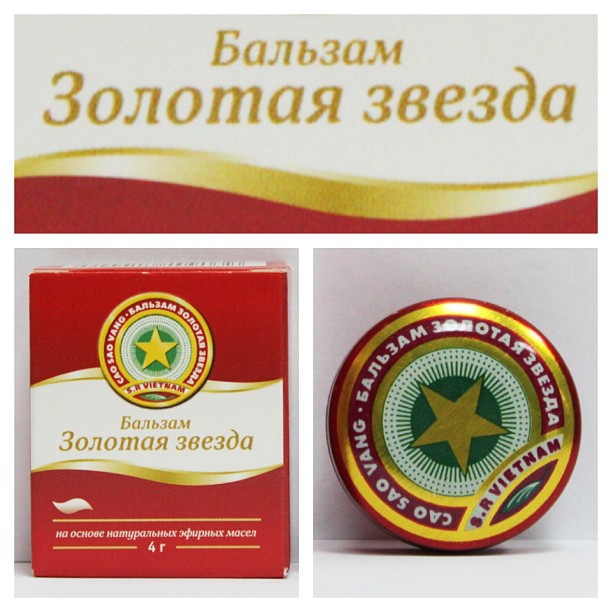 Бальзам
Золотая звезда
CAO SAO VANG • БАЛЬЗАМ ЗОЛОТАЯ ЗВЕЗДА
S.R VIETNAM
Бальзам
Золотая звезда
на основе натуральных эфирных масел
4 г
CAO SAO VANG • БАЛЬЗАМ ЗОЛОТАЯ ЗВЕЗДА
S.R VIETNAM